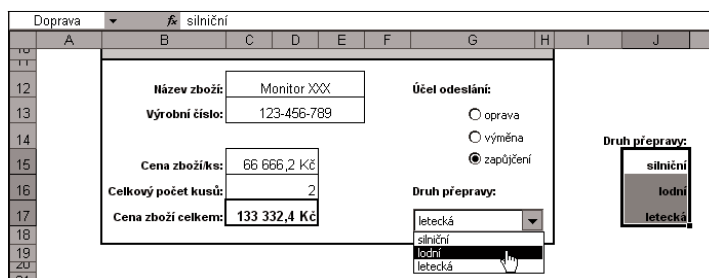 Doprava fx silniční
A B C D E F G H I J
10
11
12 Název zboží: Monitor XXX Účel odeslání:
13 Výrobní číslo: 123-456-789 oprava
14 výměna Druh přepravy:
15 Cena zboží/ks: 66 666,2 Kč zapůjčení silniční
16 Celkový počet kusů: 2 Druh přepravy: lodní
17 Cena zboží celkem: 133 332,4 Kč letecká letecká
18 silniční
19 lodní
20 letecká